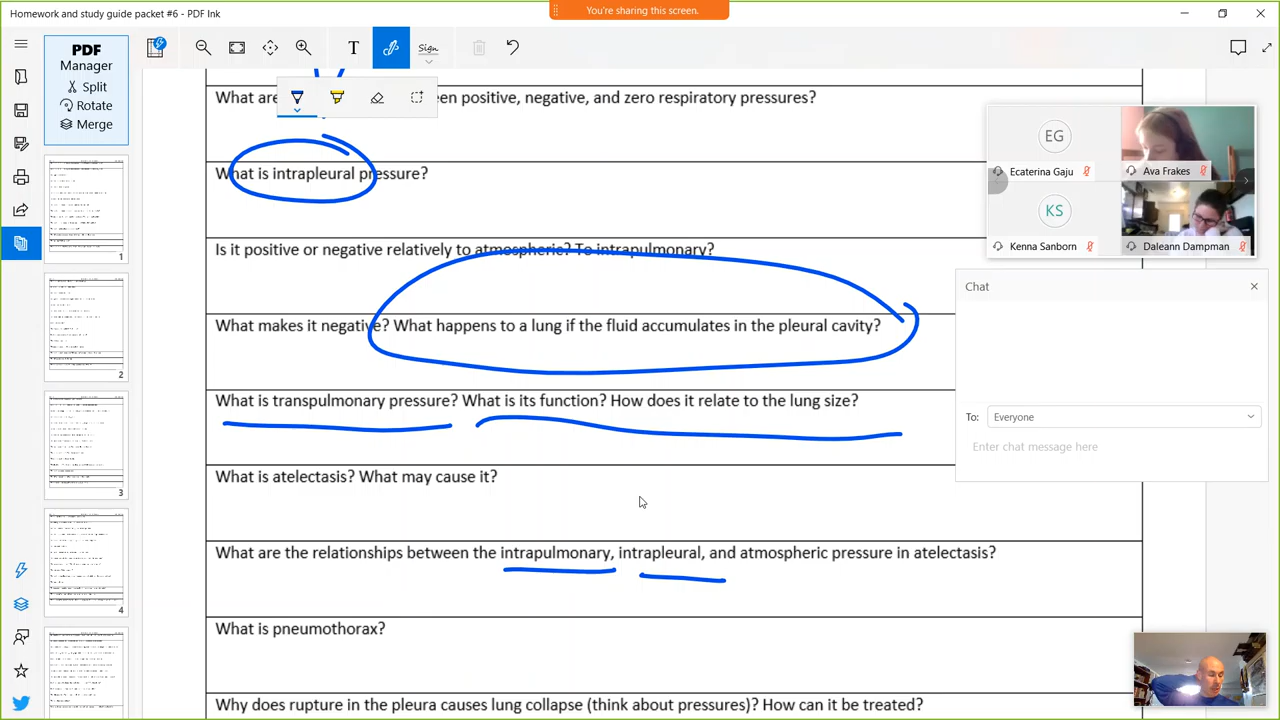 Homework and study guide packet #6 - PDF Ink
You're sharing this screen.
PDF
Manager
Split
Rotate
Merge
T
Sign
What are
een positive, negative, and zero respiratory pressures?
What is intrapleural pressure?
Is it positive or negative relatively to atmospheric? To intrapulmonary?
What makes it negative? What happens to a lung if the fluid accumulates in the pleural cavity?
What is transpulmonary pressure? What is its function? How does it relate to the lung size?
What is atelectasis? What may cause it?
What are the relationships between the intrapulmonary, intrapleural, and atmospheric pressure in atelectasis?
What is pneumothorax?
Why does rupture in the pleura causes lung collapse (think about pressures)? How can it be treated?
1
2
3
4
EG
Ecaterina Gaju
Ava Frakes
KS
Kenna Sanborn
Daleann Dampman
Chat
To:
Everyone
Enter chat message here